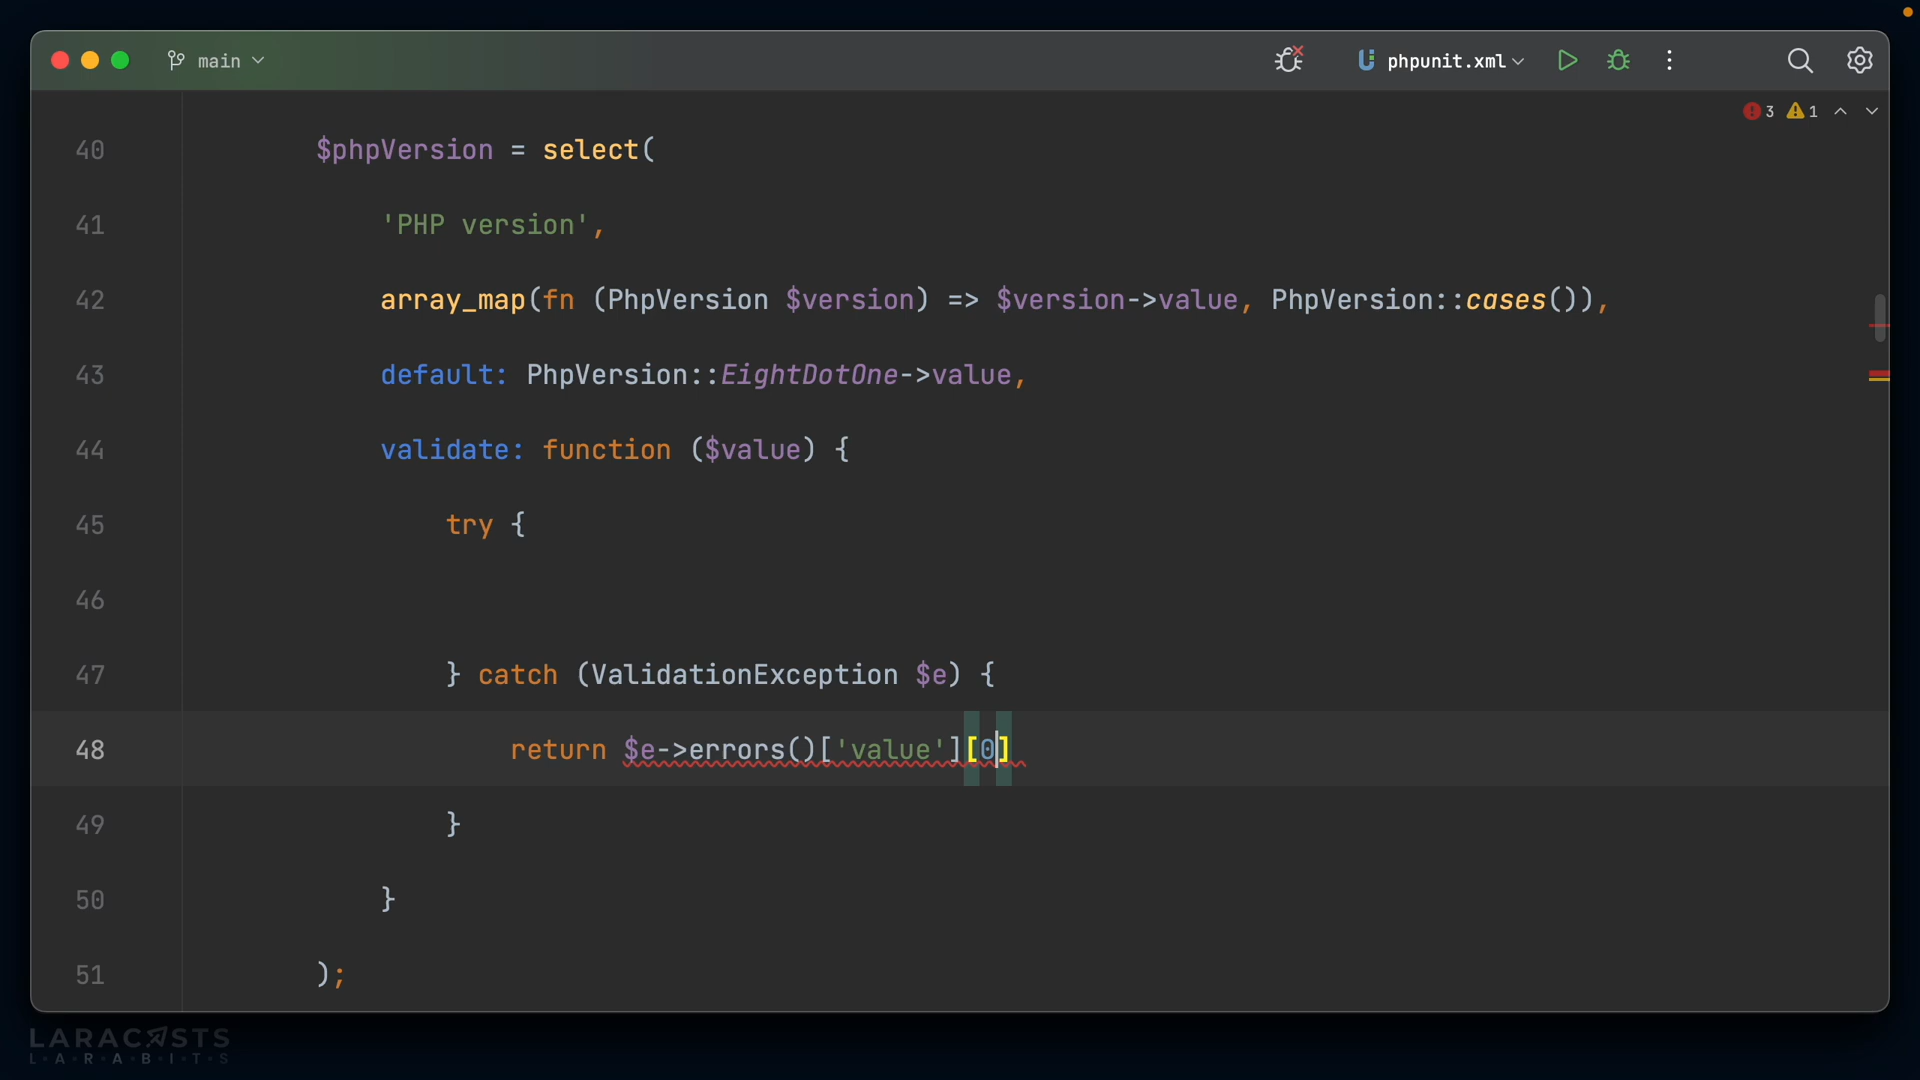 main
phpunit.xml
3 1
40 $phpVersion = select(
41 'PHP version',
42 array_map(fn (PhpVersion $version) => $version->value, PhpVersion::cases()),
43 default: PhpVersion::EightDotOne->value,
44 validate: function ($value) {
45 try {
46
47 } catch (ValidationException $e) {
48 return $e->errors()['value'][0]
49 }
50 }
51 );
LARACASTS
L·A·R·A·B·I·T·S